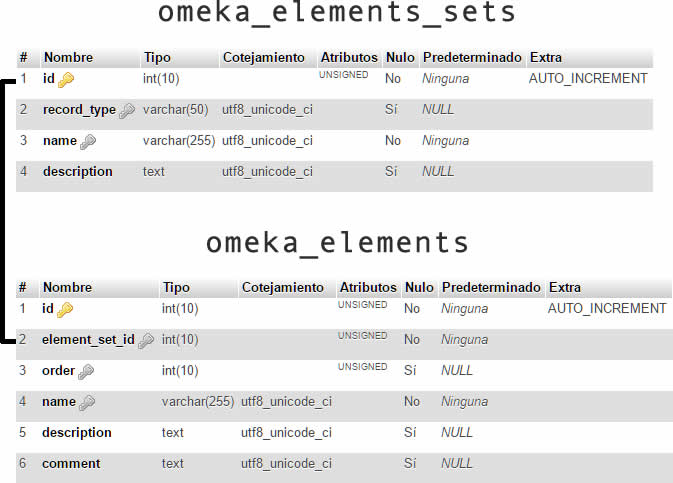 omeka_elements_sets
# Nombre Tipo Cotejamiento Atributos Nulo Predeterminado Extra
1 id int(10) UNSIGNED No Ninguna AUTO_INCREMENT
2 record_type varchar(50) utf8_unicode_ci Sí NULL
3 name varchar(255) utf8_unicode_ci No Ninguna
4 description text utf8_unicode_ci Sí NULL
omeka_elements
# Nombre Tipo Cotejamiento Atributos Nulo Predeterminado Extra
1 id int(10) UNSIGNED No Ninguna AUTO_INCREMENT
2 element_set_id int(10) UNSIGNED No Ninguna
3 order int(10) UNSIGNED Sí NULL
4 name varchar(255) utf8_unicode_ci No Ninguna
5 description text utf8_unicode_ci Sí NULL
6 comment text utf8_unicode_ci Sí NULL